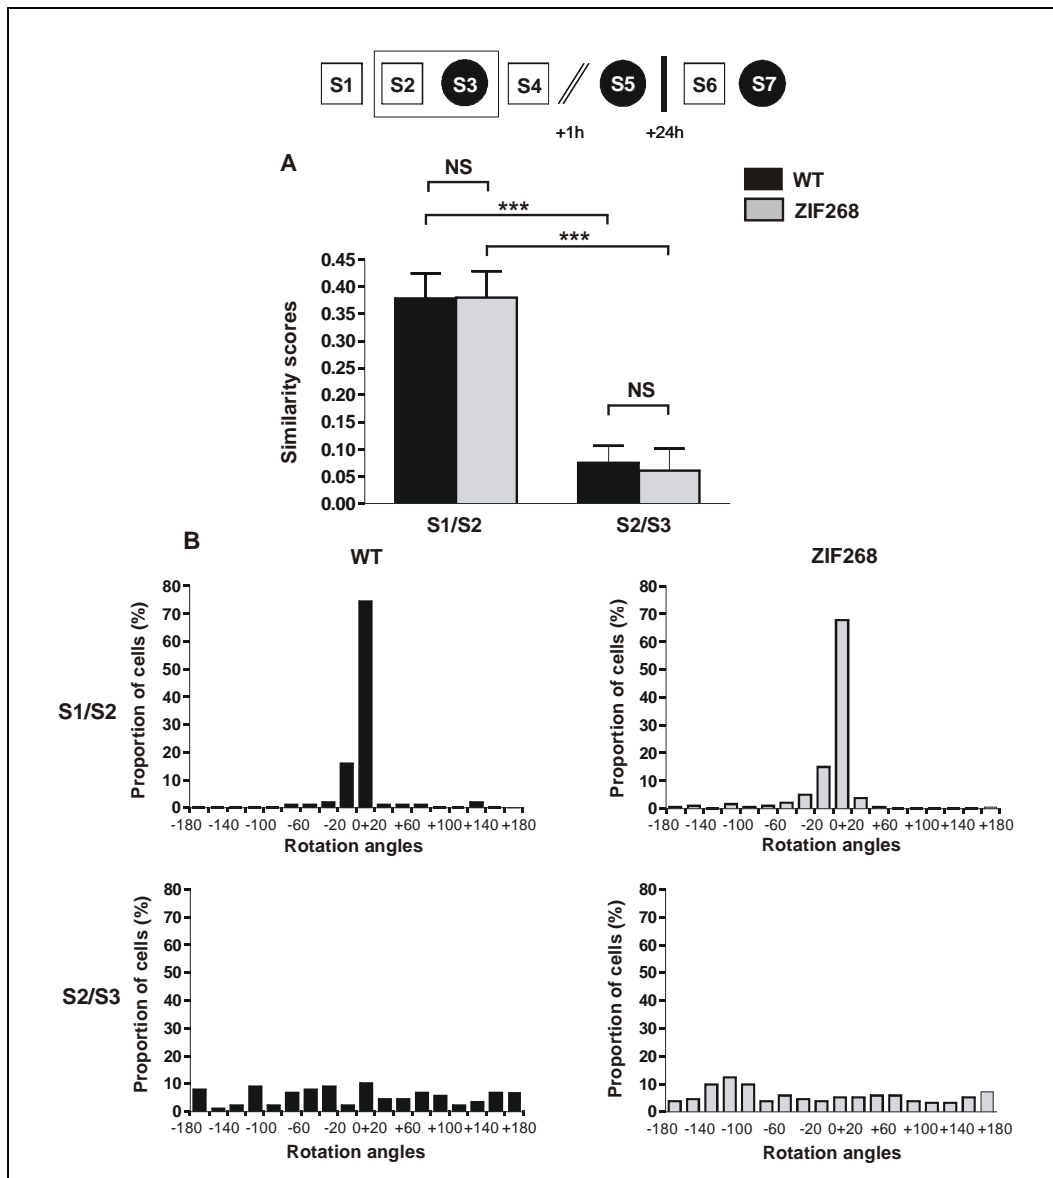 S1 S2 S3 S4 S5 S6 S7
+1h +24h
A
NS
***
***
WT
ZIF268
Similarity scores
0.45
0.40
0.35
0.30
0.25
0.20
0.15
0.10
0.05
0.00
NS
S1/S2 S2/S3
B
WT ZIF268
S1/S2
Proportion of cells (%)
80
70
60
50
40
30
20
10
0
-180 -140 -100 -60 -20 0+20 +60 +100 +140 +180
Rotation angles
Proportion of cells (%)
80
70
60
50
40
30
20
10
0
-180 -140 -100 -60 -20 0+20 +60 +100 +140 +180
Rotation angles
S2/S3
Proportion of cells (%)
80
70
60
50
40
30
20
10
0
-180 -140 -100 -60 -20 0+20 +60 +100 +140 +180
Rotation angles
Proportion of cells (%)
80
70
60
50
40
30
20
10
0
-180 -140 -100 -60 -20 0+20 +60 +100 +140 +180
Rotation angles